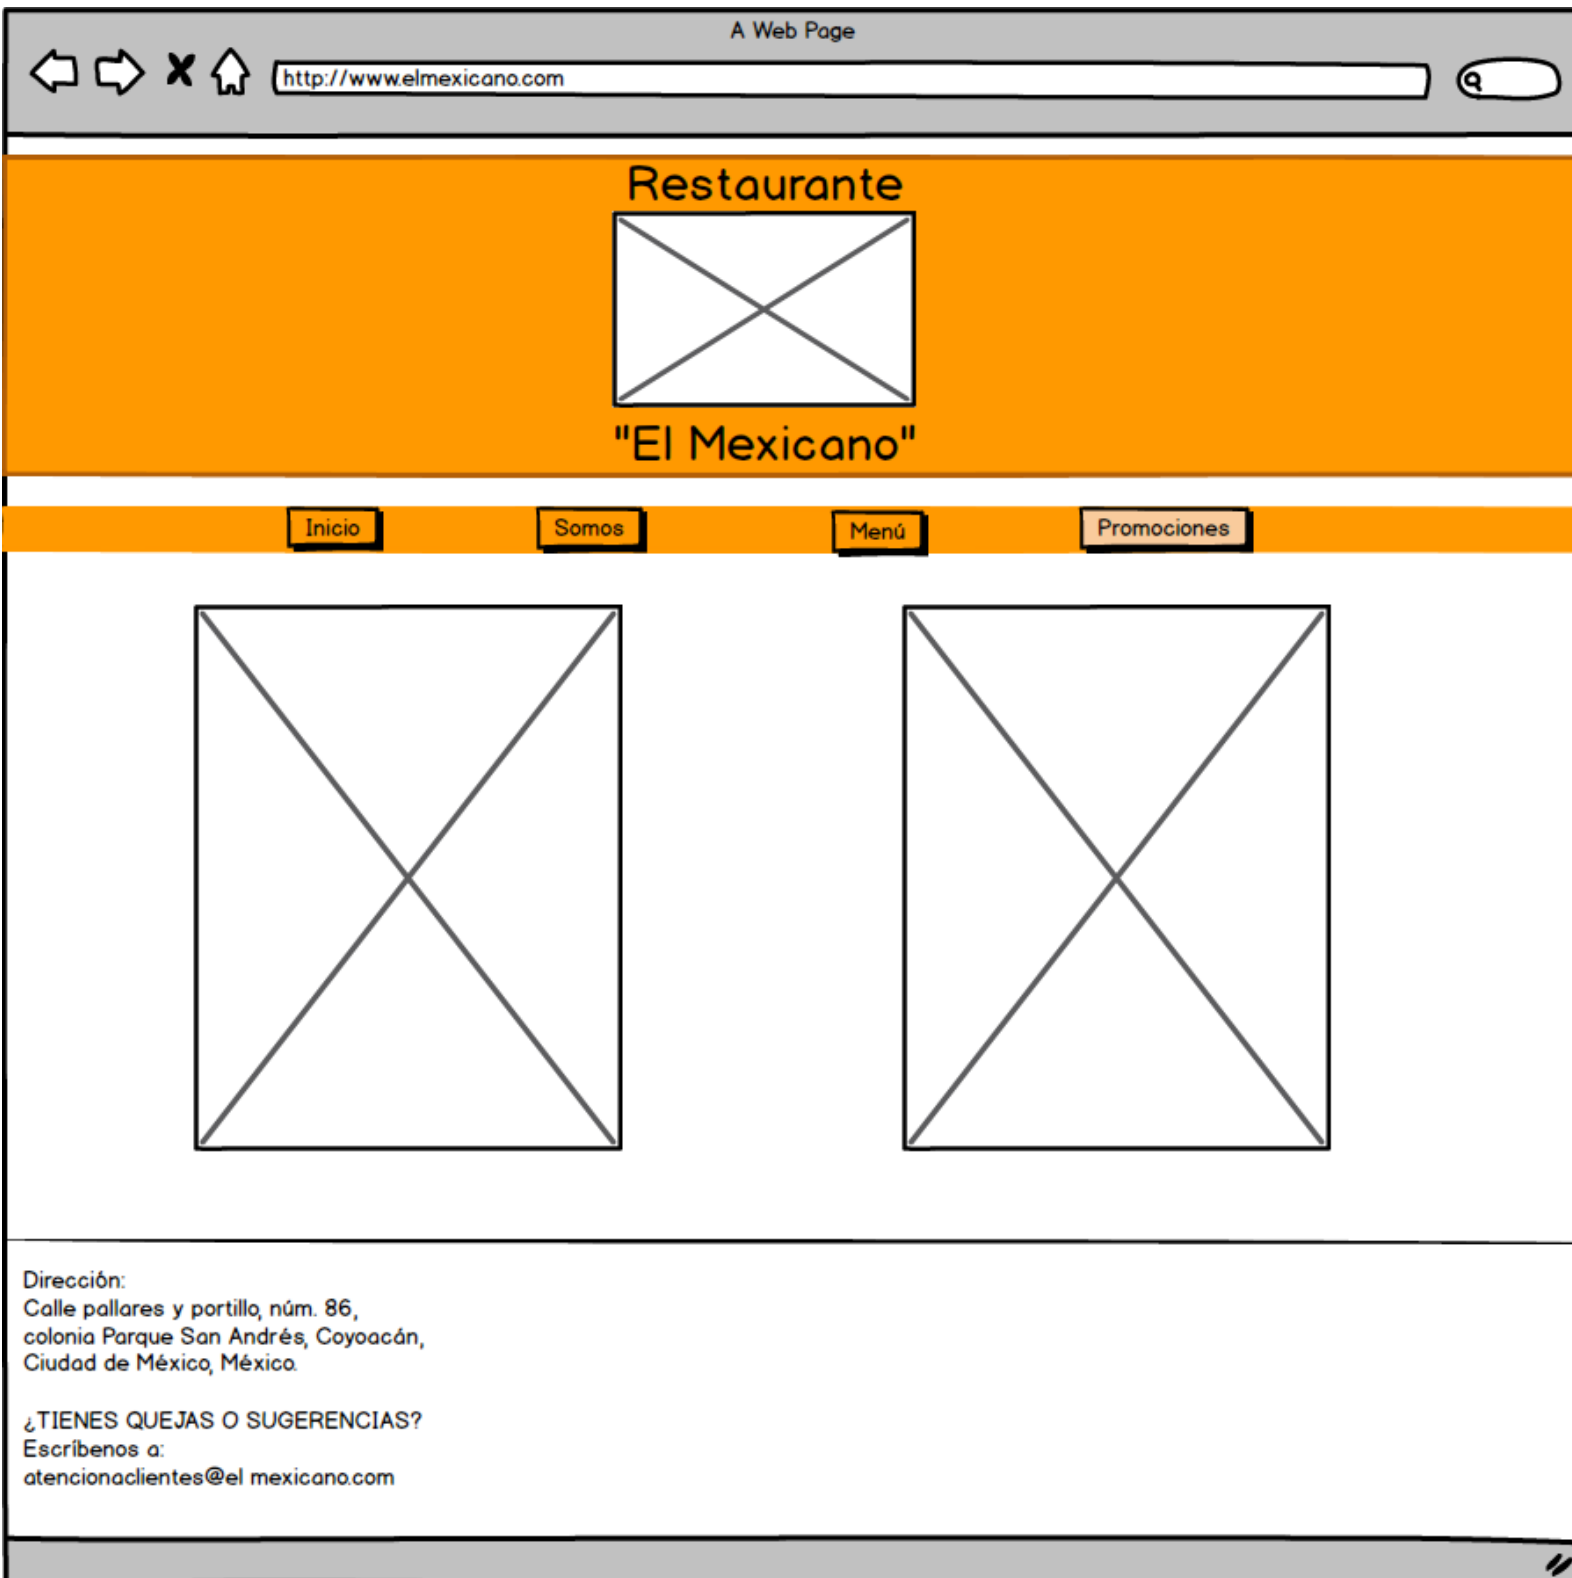 A Web Page
http://www.elmexicano.com
Restaurante
"El Mexicano"
Inicio
Somos
Menú
Promociones
Dirección:
Calle pallares y portillo, núm. 86,
colonia Parque San Andrés, Coyoacán,
Ciudad de México, México.
¿TIENES QUEJAS O SUGERENCIAS?
Escríbenos a:
atencionaclientes@el mexicano.com